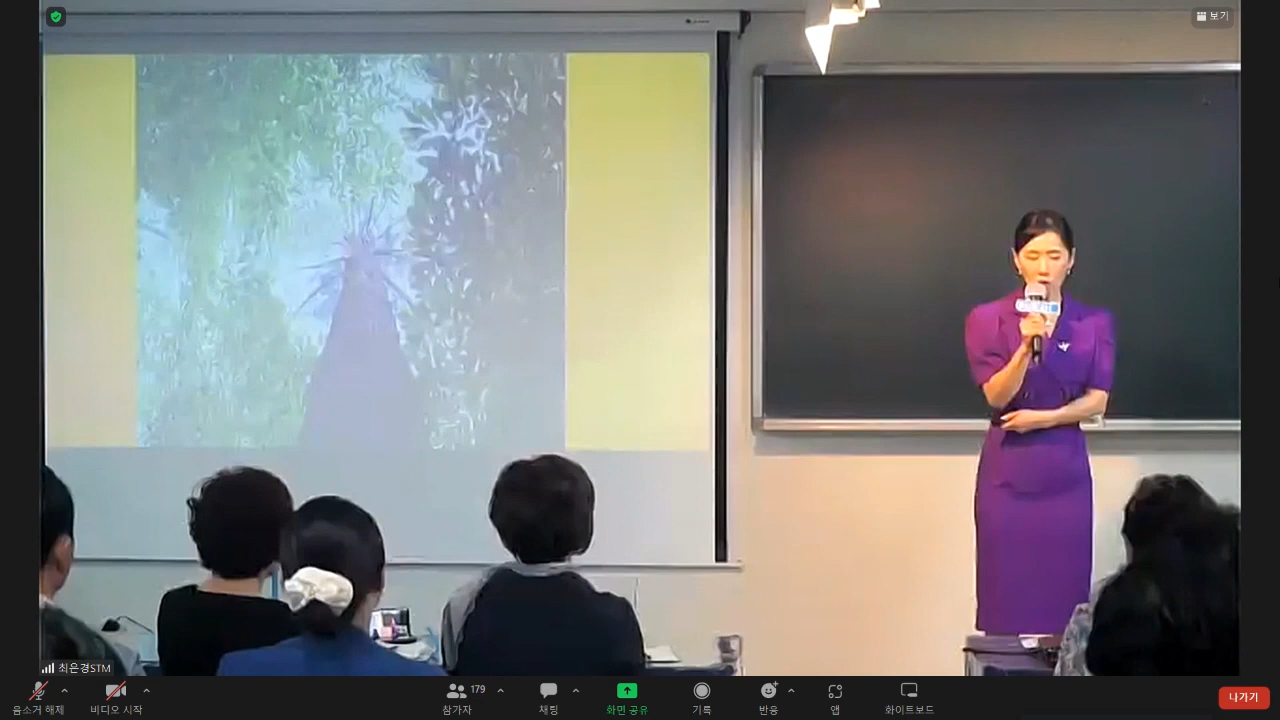 보기
최은경STM
음소거 해제
비디오 시작
179
참가자
채팅
화면 공유
기록
반응
앱
화이트보드
나가기